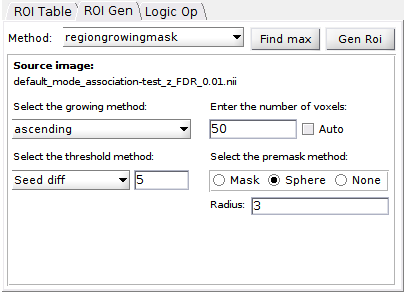 ROI Table ROI Gen Logic Op
Method: regiongrowingmask Find max Gen Roi
Source image:
default_mode_association-test_z_FDR_0.01.nii
Select the growing method: Enter the number of voxels:
ascending 50 Auto
Select the threshold method: Select the premask method:
Seed diff 5 Mask Sphere None
Radius: 3